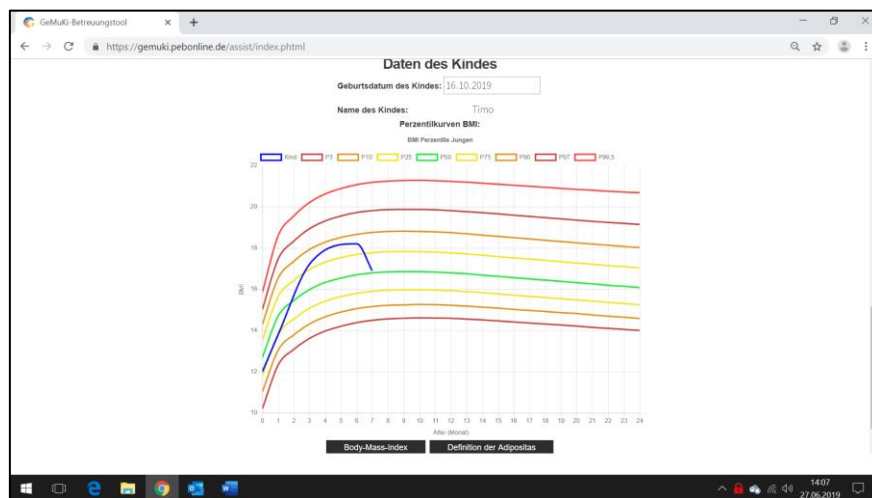 GeMuKi-Betreuungstool
https://gemuki.pebonline.de/assist/index.phtml
Daten des Kindes
Geburtsdatum des Kindes: 16.10.2019
Name des Kindes: Timo
Perzentilkurven BMI:
BMI Perzentile Jungen
Kind P3 P10 P25 P50 P75 P90 P97 P99,5
22
20
18
16
14
12
10
BMI
0 1 2 3 4 5 6 7 8 9 10 11 12 13 14 15 16 17 18 19 20 21 22 23 24
Alter (Monat)
Body-Mass-Index Definition der Adipositas
14:07
27.06.2019